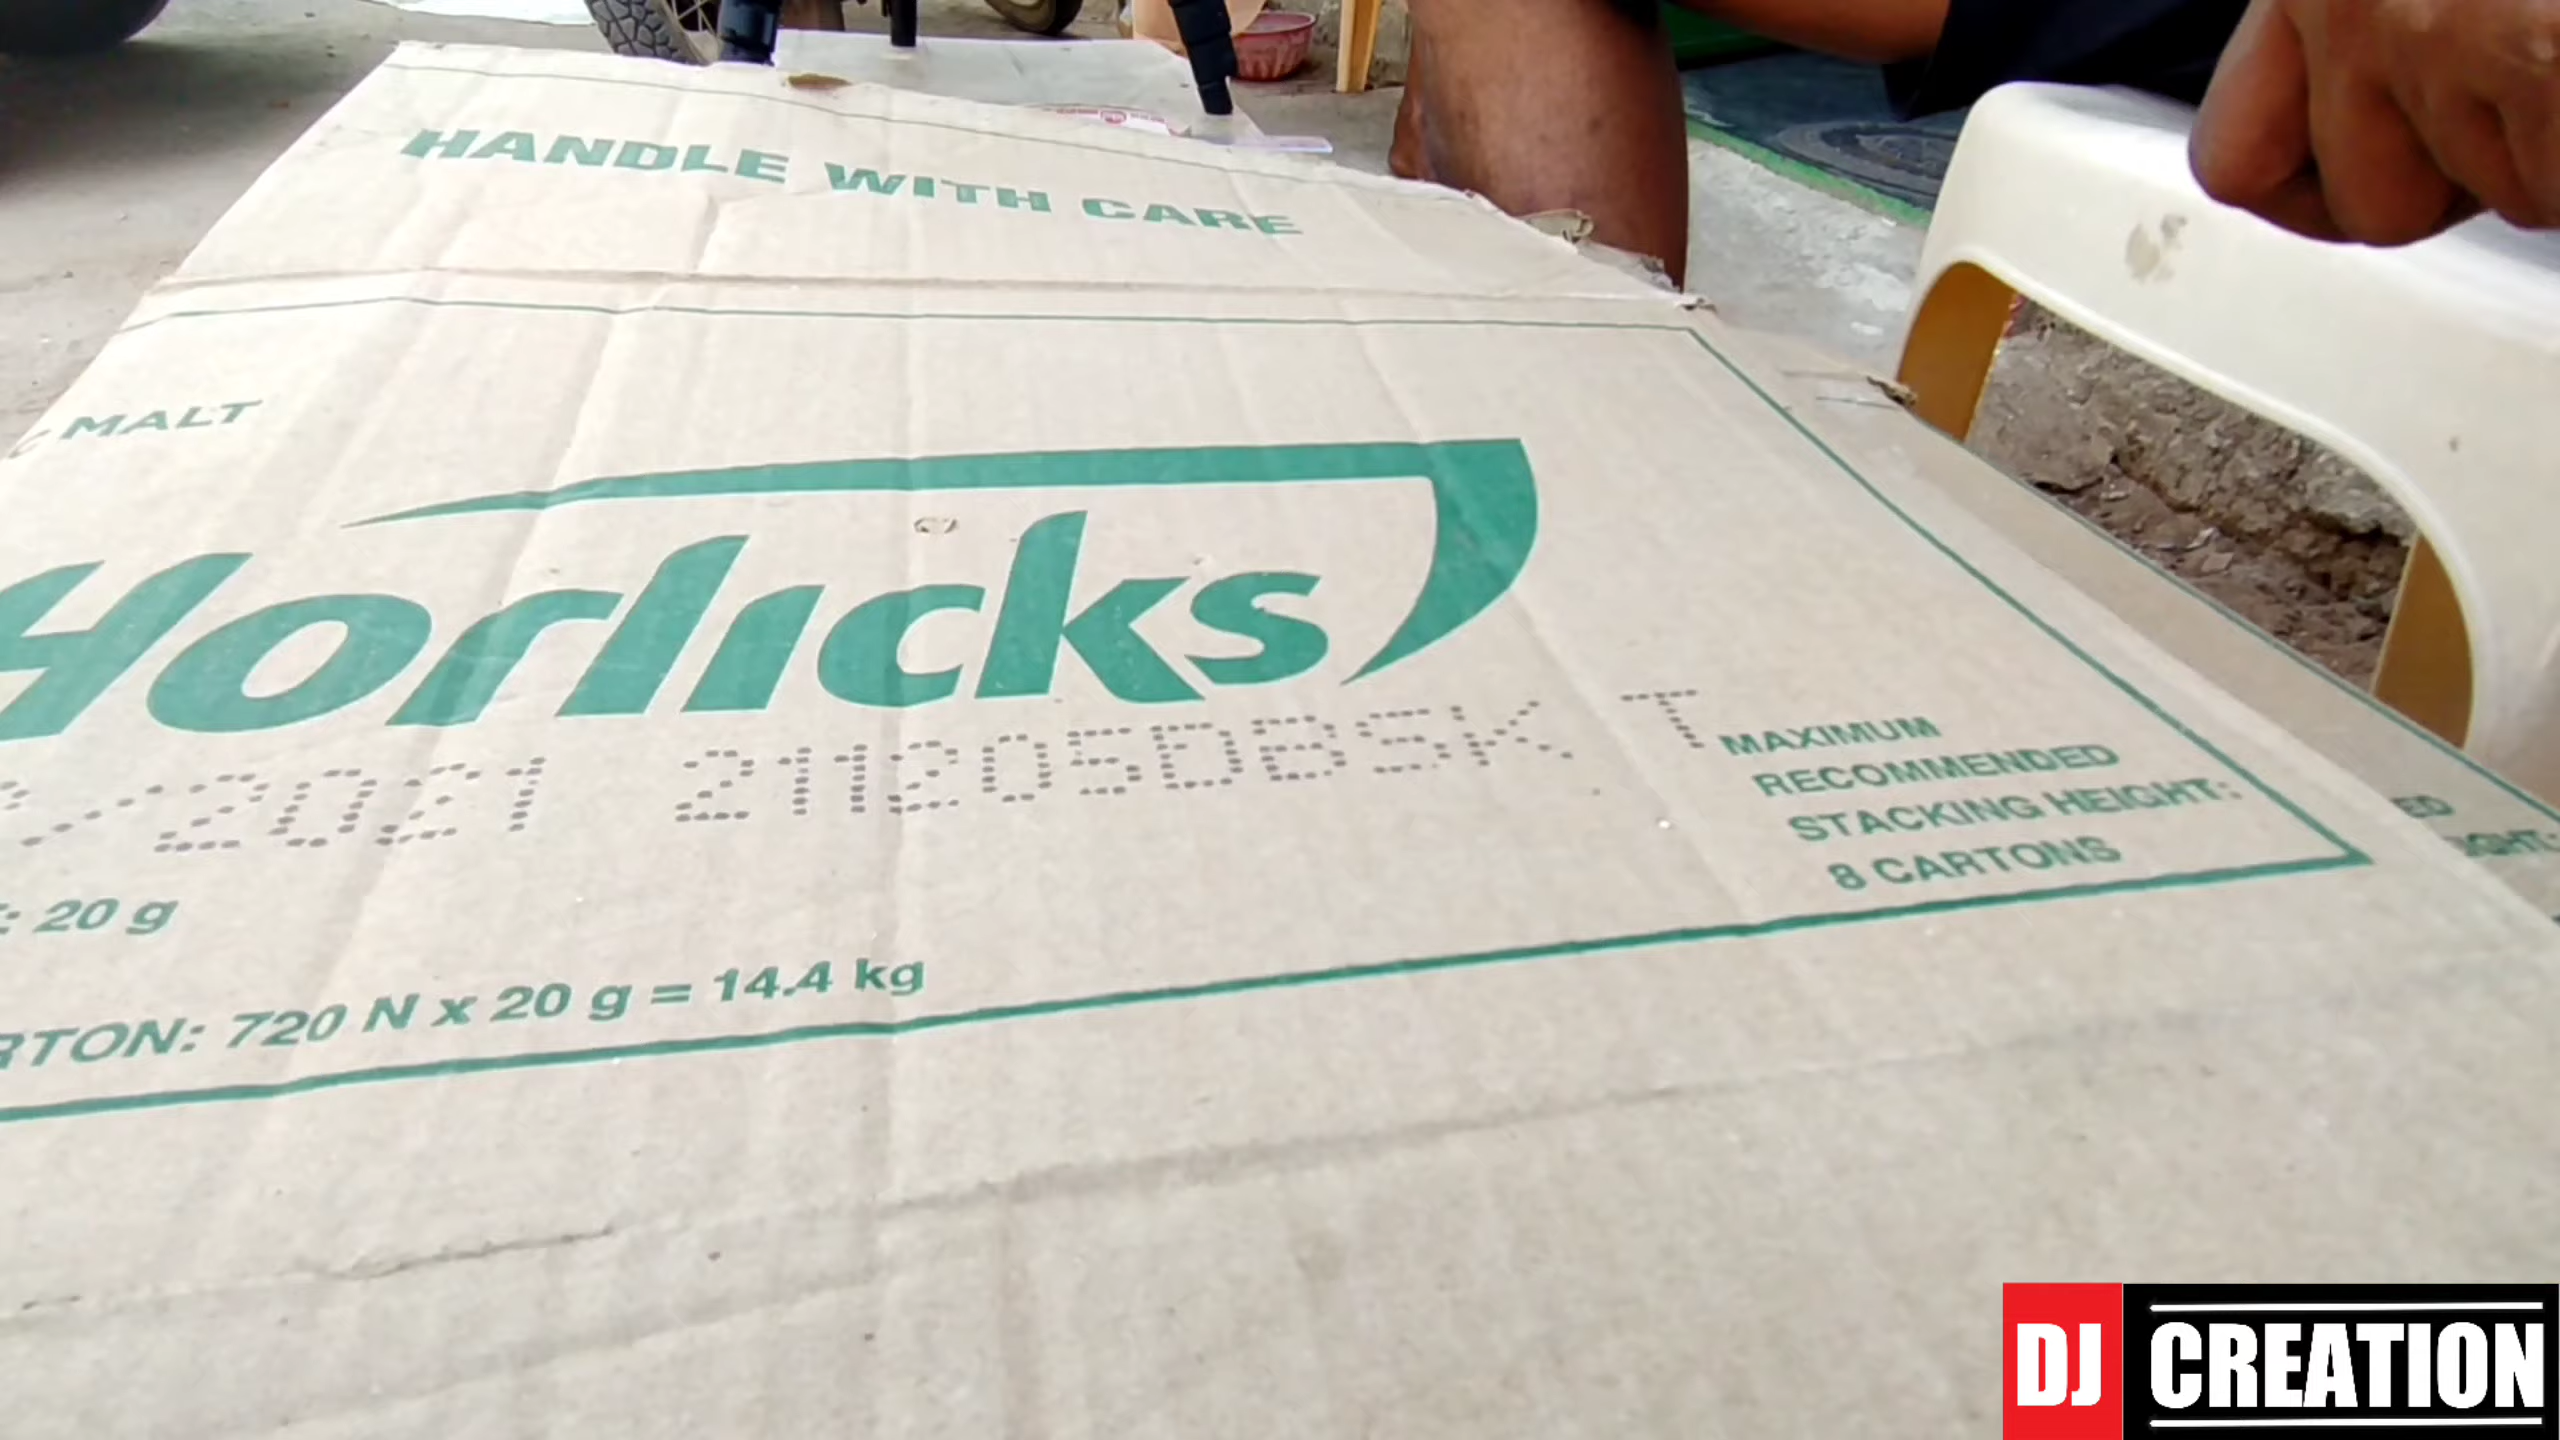 HANDLE WITH CARE
MALT
Horlicks
2021 211205DBSK T
MAXIMUM
RECOMMENDED
STACKING HEIGHT:
8 CARTONS
: 20 g
RTON: 720 N x 20 g = 14.4 kg
DJ CREATION